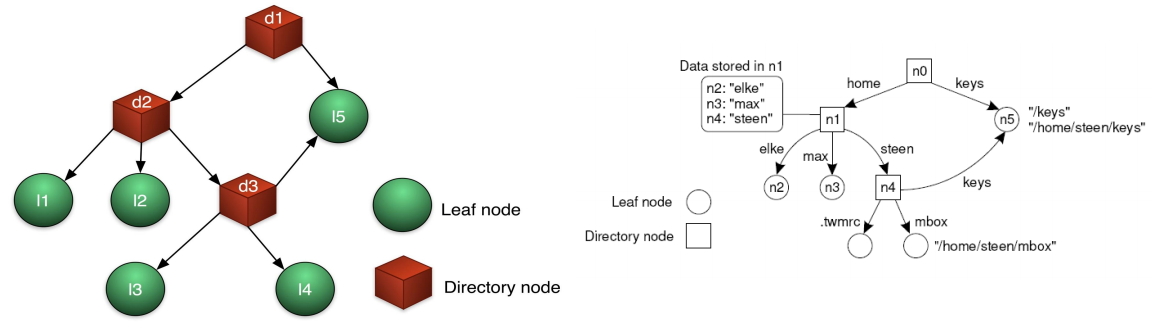 d1
d2
l5
l1
l2
d3
l3
l4
Leaf node
Directory node
Data stored in n1
n2: "elke"
n3: "max"
n4: "steen"
n0
home
keys
n1
n5
"/keys"
"/home/steen/keys"
elke
max
steen
n2
n3
n4
keys
Leaf node
Directory node
.twmrc
mbox
"/home/steen/mbox"